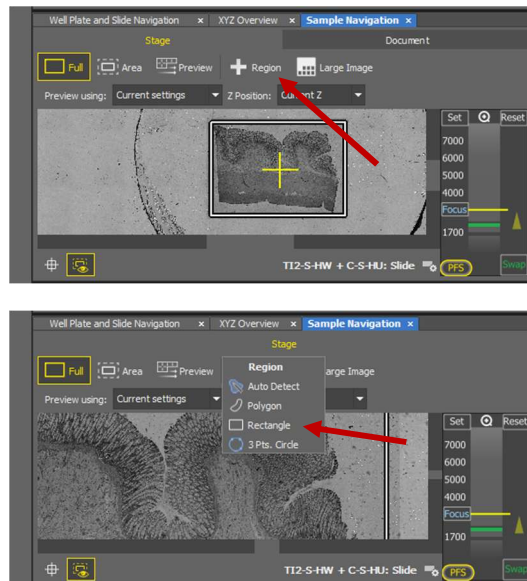 Well Plate and Slide Navigation x XYZ Overview x Sample Navigation x
Stage Document
Full Area Preview Region Large Image
Preview using: Current settings Z Position: Current Z
Set Reset
7000
6000
5000
4000
Focus
1700
TI2-S-HW + C-S-HU: Slide PFS Swap
Well Plate and Slide Navigation x XYZ Overview x Sample Navigation x
Stage
Full Area Preview Region arge Image
Auto Detect
Preview using: Current settings Polygon
Rectangle
3 Pts. Circle
Set Reset
7000
6000
5000
4000
Focus
1700
TI2-S-HW + C-S-HU: Slide PFS Swap